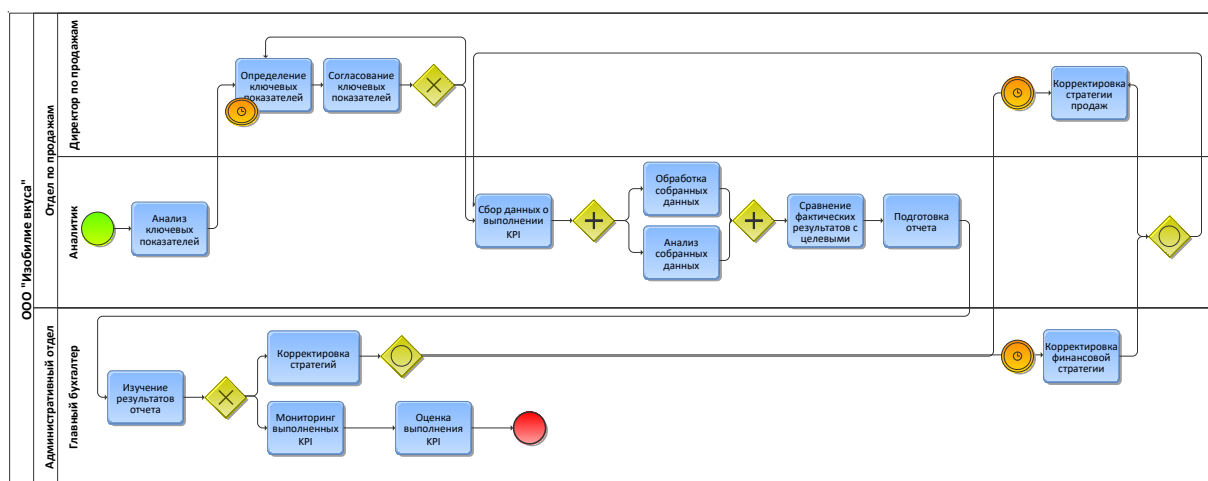 ООО "Изобилие вкуса"
Отдел по продажам
Директор по продажам
Определение
ключевых
показателей
Согласование
ключевых
показателей
Корректировка
стратегии
продаж
Аналитик
Анализ
ключевых
показателей
Сбор данных о
выполнении
KPI
Обработка
собранных
данных
Анализ
собранных
данных
Сравнение
фактических
результатов с
целевыми
Подготовка
отчета
Административный отдел
Главный бухгалтер
Изучение
результатов
отчета
Корректировка
стратегий
Мониторинг
выполненных
KPI
Оценка
выполнения
KPI
Корректировка
финансовой
стратегии